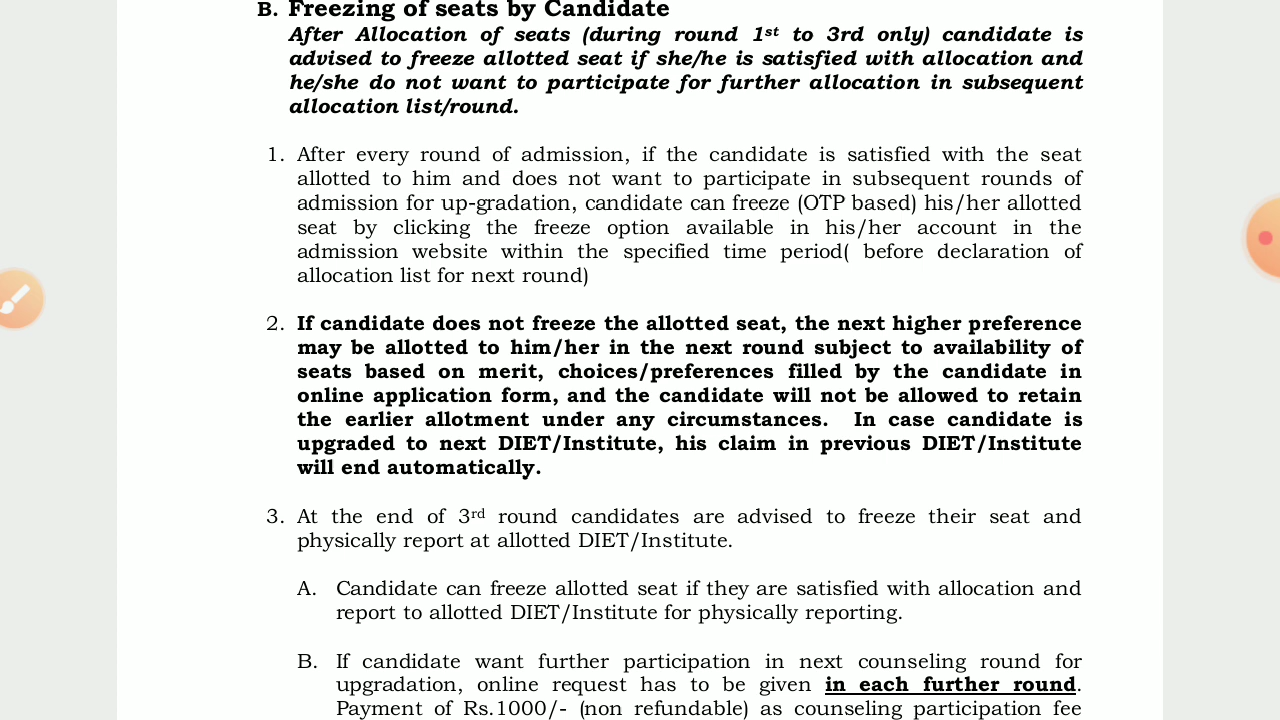 B. Freezing of seats by Candidate
After Allocation of seats (during round 1st to 3rd only) candidate is
advised to freeze allotted seat if she/he is satisfied with allocation and
he/she do not want to participate for further allocation in subsequent
allocation list/round.
1. After every round of admission, if the candidate is satisfied with the seat
allotted to him and does not want to participate in subsequent rounds of
admission for up-gradation, candidate can freeze (OTP based) his/her allotted
seat by clicking the freeze option available in his/her account in the
admission website within the specified time period( before declaration of
allocation list for next round)
2. If candidate does not freeze the allotted seat, the next higher preference
may be allotted to him/her in the next round subject to availability of
seats based on merit, choices/preferences filled by the candidate in
online application form, and the candidate will not be allowed to retain
the earlier allotment under any circumstances. In case candidate is
upgraded to next DIET/Institute, his claim in previous DIET/Institute
will end automatically.
3. At the end of 3rd round candidates are advised to freeze their seat and
physically report at allotted DIET/Institute.
A. Candidate can freeze allotted seat if they are satisfied with allocation and
report to allotted DIET/Institute for physically reporting.
B. If candidate want further participation in next counseling round for
upgradation, online request has to be given in each further round.
Payment of Rs.1000/- (non refundable) as counseling participation fee